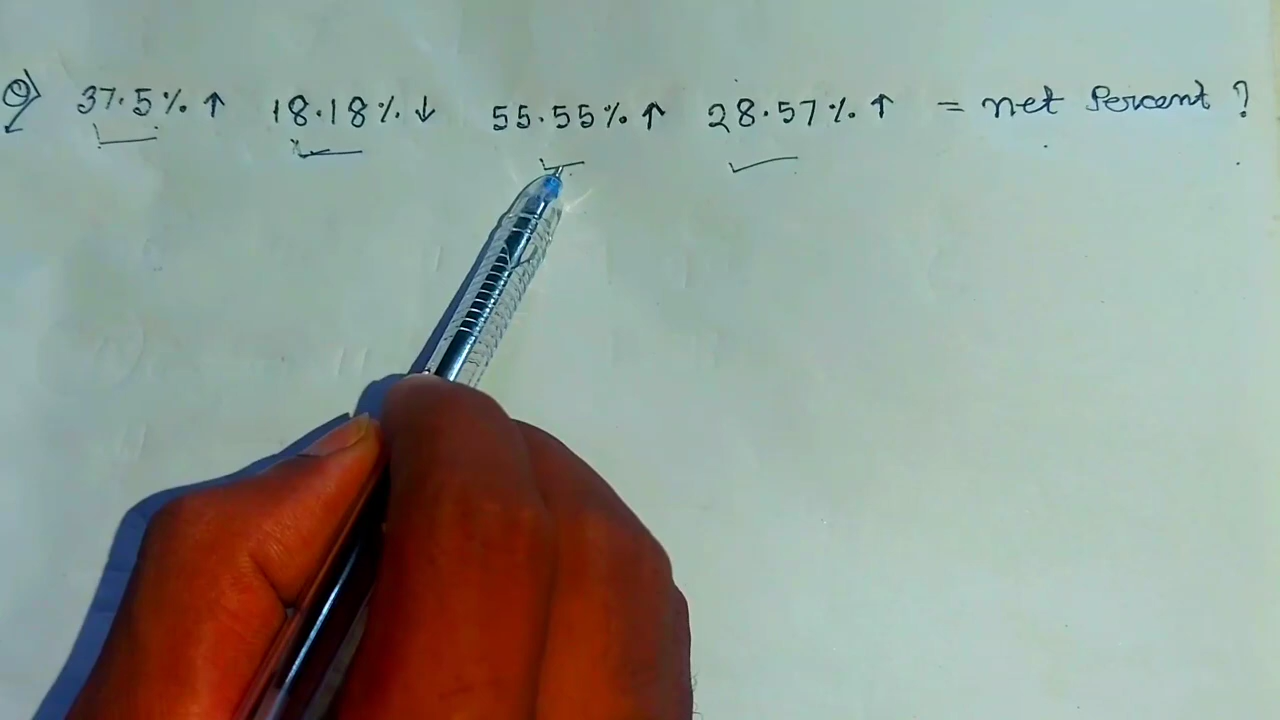 Q 37.5% ↑ 18.18% ↓ 55.55% ↑ 28.57% ↑ = net Percent ?